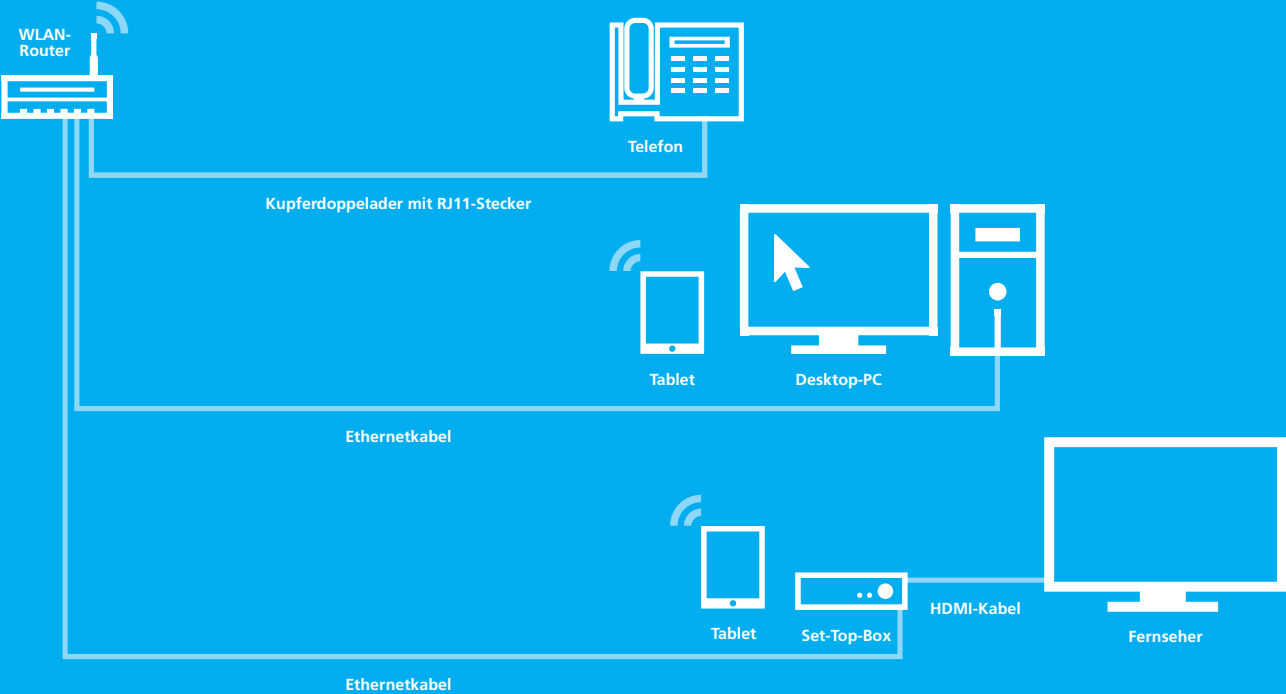 WLAN-
Router
Telefon
Kupferdoppelader mit RJ11-Stecker
Tablet
Desktop-PC
Ethernetkabel
HDMI-Kabel
Tablet
Set-Top-Box
Fernseher
Ethernetkabel